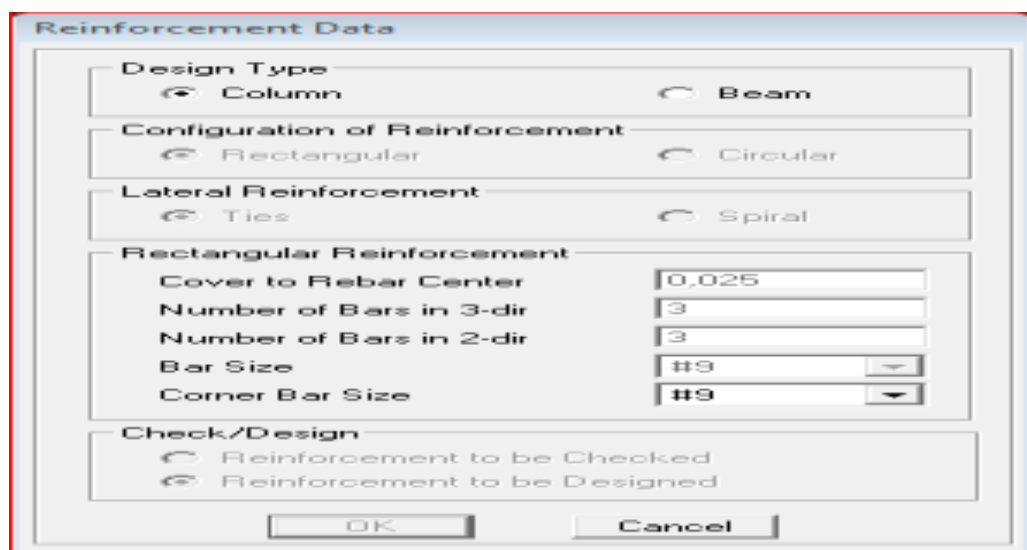 Reinforcement Data
Design Type
Column Beam
Configuration of Reinforcement
Rectangular Circular
Lateral Reinforcement
Ties Spiral
Rectangular Reinforcement
Cover to Rebar Center 0,025
Number of Bars in 3-dir 3
Number of Bars in 2-dir 3
Bar Size #9
Corner Bar Size #9
Check/Design
Reinforcement to be Checked
Reinforcement to be Designed
OK Cancel